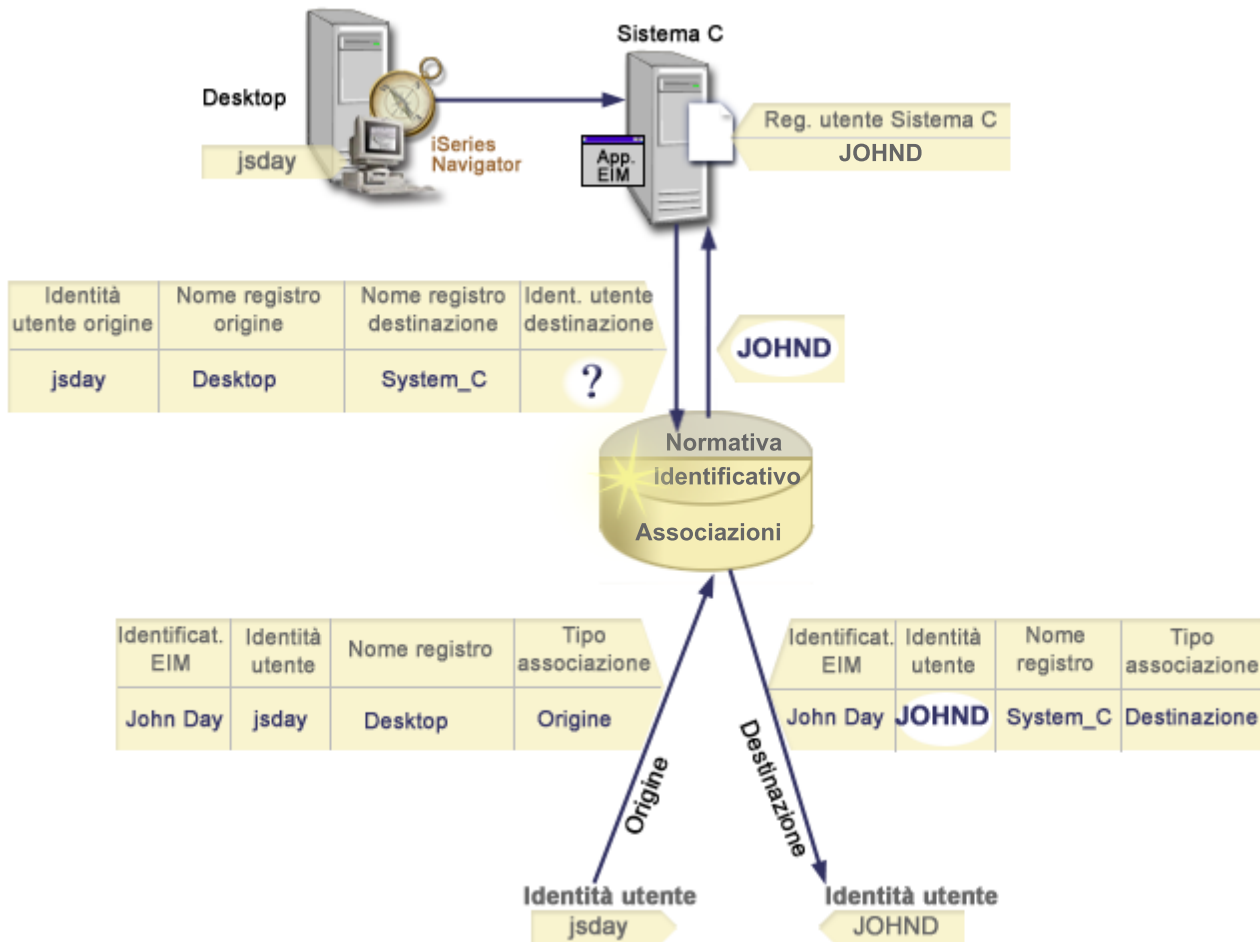 Sistema C
Desktop
jsday
iSeries
Navigator
App.
EIM
Reg. utente Sistema C
JOHND
Identità
utente origine
Nome registro
origine
Nome registro
destinazione
Ident. utente
destinazione
jsday
Desktop
System_C
?
JOHND
Normativa
identificativo
Associazioni
Identificat.
EIM
Identità
utente
Nome registro
Tipo
associazione
John Day
jsday
Desktop
Origine
Identificat.
EIM
Identità
utente
Nome
registro
Tipo
associazione
John Day
JOHND
System_C
Destinazione
Origine
Destinazione
Identità utente
jsday
Identità utente
JOHND